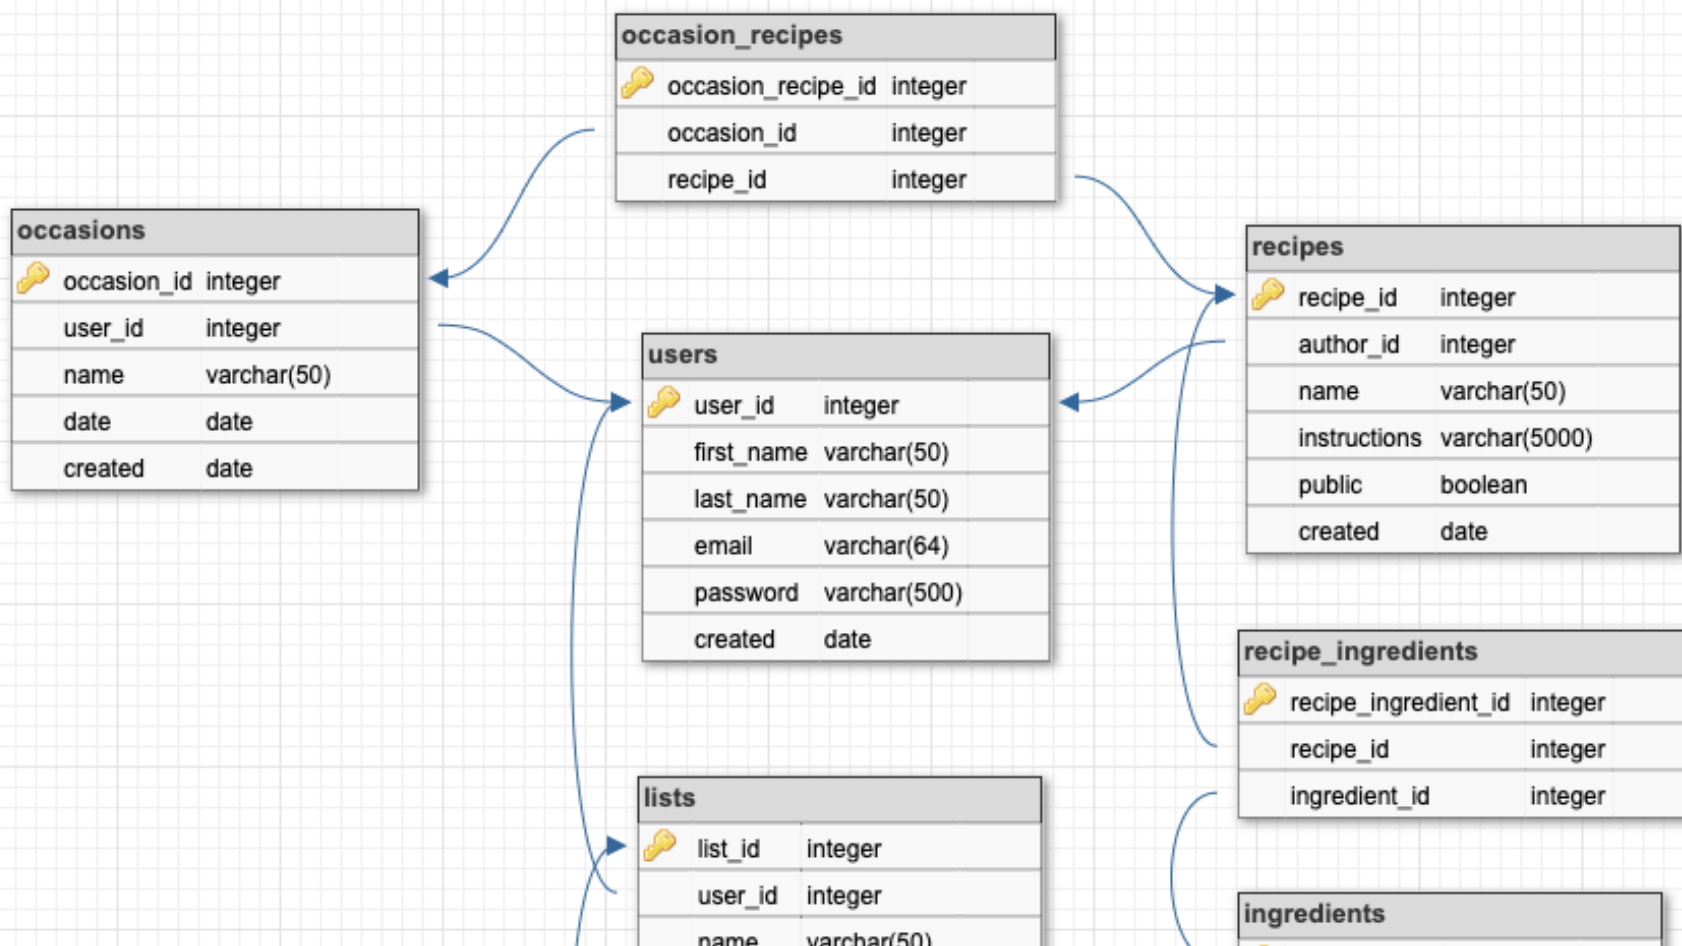 occasion_recipes
occasion_recipe_id integer
occasion_id integer
recipe_id integer
occasions
occasion_id integer
user_id integer
name varchar(50)
date date
created date
users
user_id integer
first_name varchar(50)
last_name varchar(50)
email varchar(64)
password varchar(500)
created date
recipes
recipe_id integer
author_id integer
name varchar(50)
instructions varchar(5000)
public boolean
created date
recipe_ingredients
recipe_ingredient_id integer
recipe_id integer
ingredient_id integer
lists
list_id integer
user_id integer
name varchar(50)
ingredients